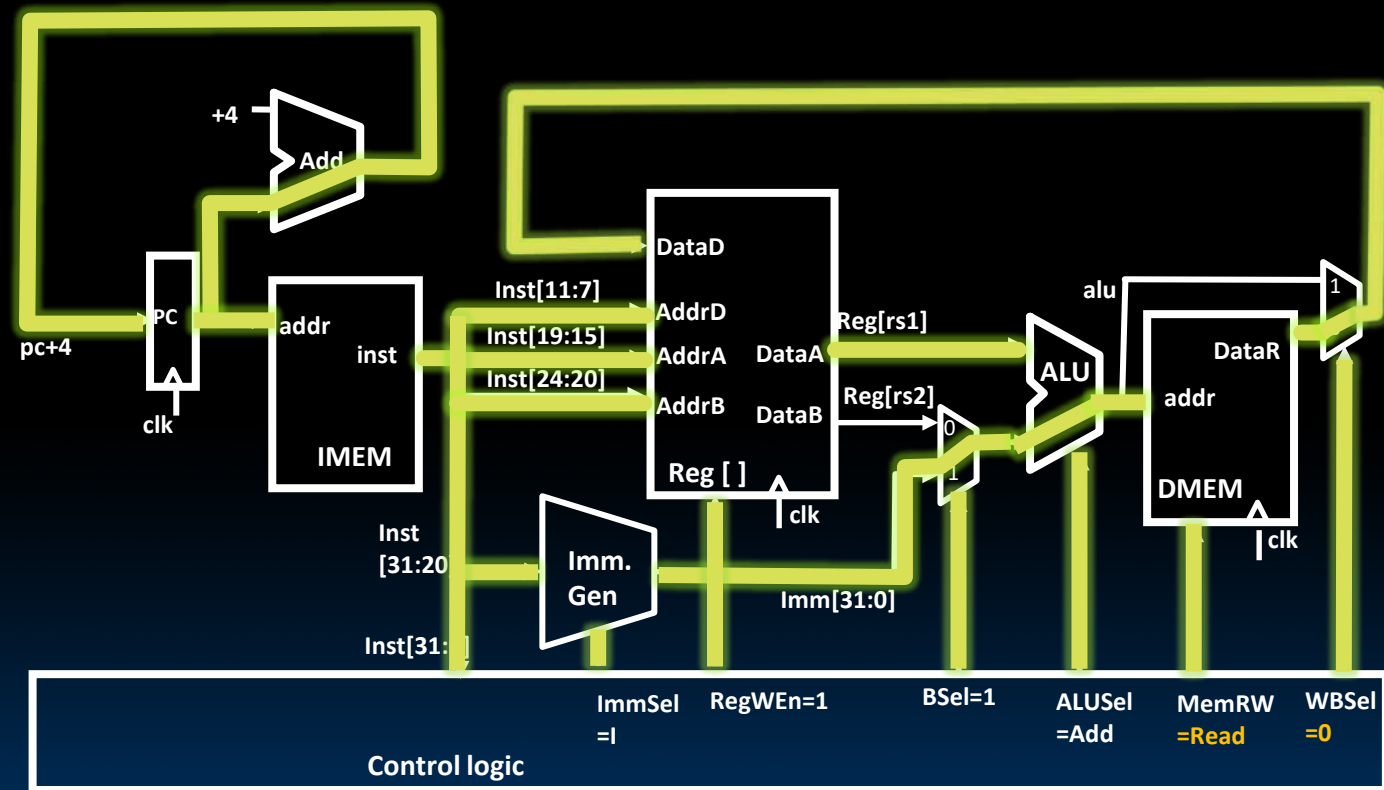 +4
Add
DataD
Inst[11:7]
alu
1
PC
addr
AddrD
Inst[19:15]
Reg[rs1]
pc+4
inst
AddrA
DataA
DataR
Inst[24:20]
ALU
Reg[rs2]
addr
AddrB
DataB
clk
0
IMEM
Reg [ ]
1
DMEM
clk
clk
Inst
[31:20]
Imm.
Gen
Imm[31:0]
Inst[31:
ImmSel
=I
RegWEn=1
BSel=1
ALUSel
=Add
MemRW
=Read
WBSel
=0
Control logic